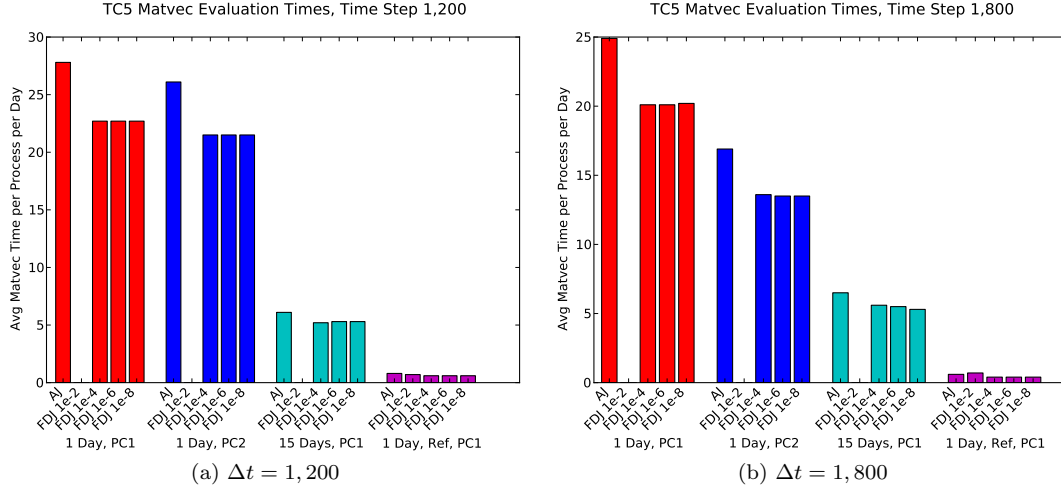 TC5 Matvec Evaluation Times, Time Step 1,200
Avg Matvec Time per Process per Day
30
25
20
15
10
5
0
AJ
FDJ 1e-2
FDJ 1e-4
FDJ 1e-6
FDJ 1e-8
AJ
FDJ 1e-2
FDJ 1e-4
FDJ 1e-6
FDJ 1e-8
AJ
FDJ 1e-2
FDJ 1e-4
FDJ 1e-6
FDJ 1e-8
AJ
FDJ 1e-2
FDJ 1e-4
FDJ 1e-6
FDJ 1e-8
1 Day, PC1
1 Day, PC2
15 Days, PC1
1 Day, Ref, PC1
(a) Δt = 1, 200
TC5 Matvec Evaluation Times, Time Step 1,800
Avg Matvec Time per Process per Day
25
20
15
10
5
0
AJ
FDJ 1e-2
FDJ 1e-4
FDJ 1e-6
FDJ 1e-8
AJ
FDJ 1e-2
FDJ 1e-4
FDJ 1e-6
FDJ 1e-8
AJ
FDJ 1e-2
FDJ 1e-4
FDJ 1e-6
FDJ 1e-8
AJ
FDJ 1e-2
FDJ 1e-4
FDJ 1e-6
FDJ 1e-8
1 Day, PC1
1 Day, PC2
15 Days, PC1
1 Day, Ref, PC1
(b) Δt = 1, 800